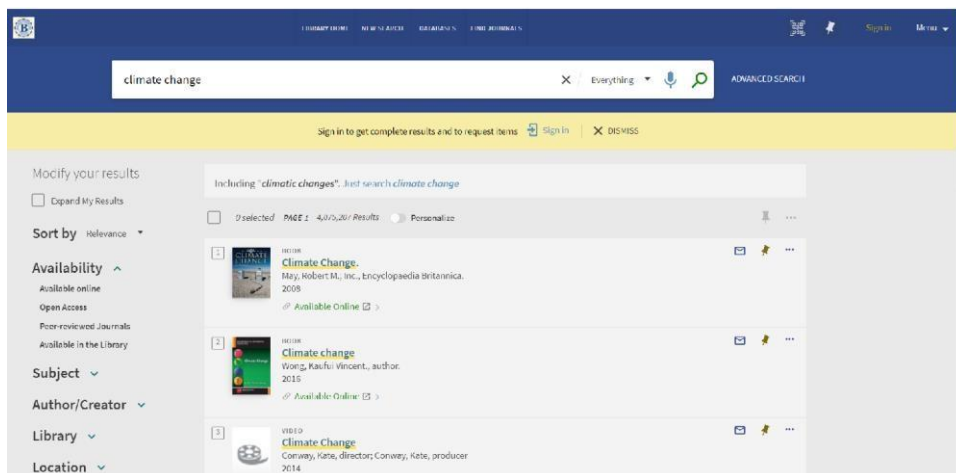 B
LIBRARY HOME NEW SEARCH DATABASES FIND JOURNALS
Sign in Menu
climate change
Everything
ADVANCED SEARCH
Sign in to get complete results and to request items Sign in DISMISS
Modify your results
Expand My Results
Sort by Relevance
Availability
Available online
Open Access
Peer-reviewed Journals
Available in the Library
Subject
Author/Creator
Library
Location
Including "climatic changes". Just search climate change
0 selected PAGE 1 Results Personalize
1
BOOK
CLIMATE CHANGE
Climate Change.
May, Robert M., Inc., Encyclopaedia Britannica.
2008
Available Online
2
BOOK
Climate change
Wong, Kaufui Vincent., author.
2015
Available Online
3
VIDEO
Climate Change
Conway, Kate, director; Conway, Kate, producer
2014